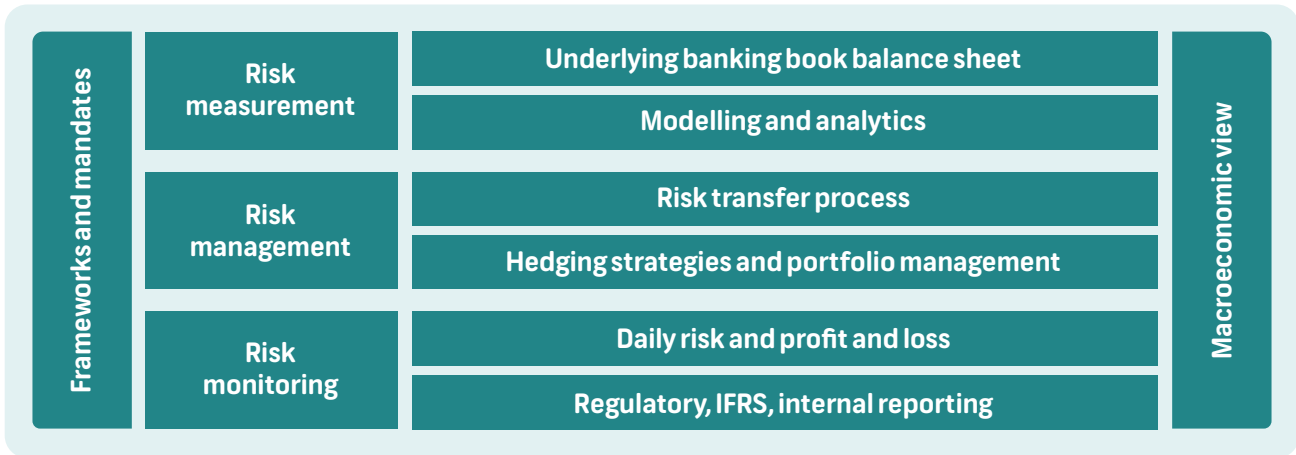 Frameworks and mandates
Risk
measurement
Underlying banking book balance sheet
Modelling and analytics
Risk
management
Risk transfer process
Hedging strategies and portfolio management
Risk
monitoring
Daily risk and profit and loss
Regulatory, IFRS, internal reporting
Macroeconomic view